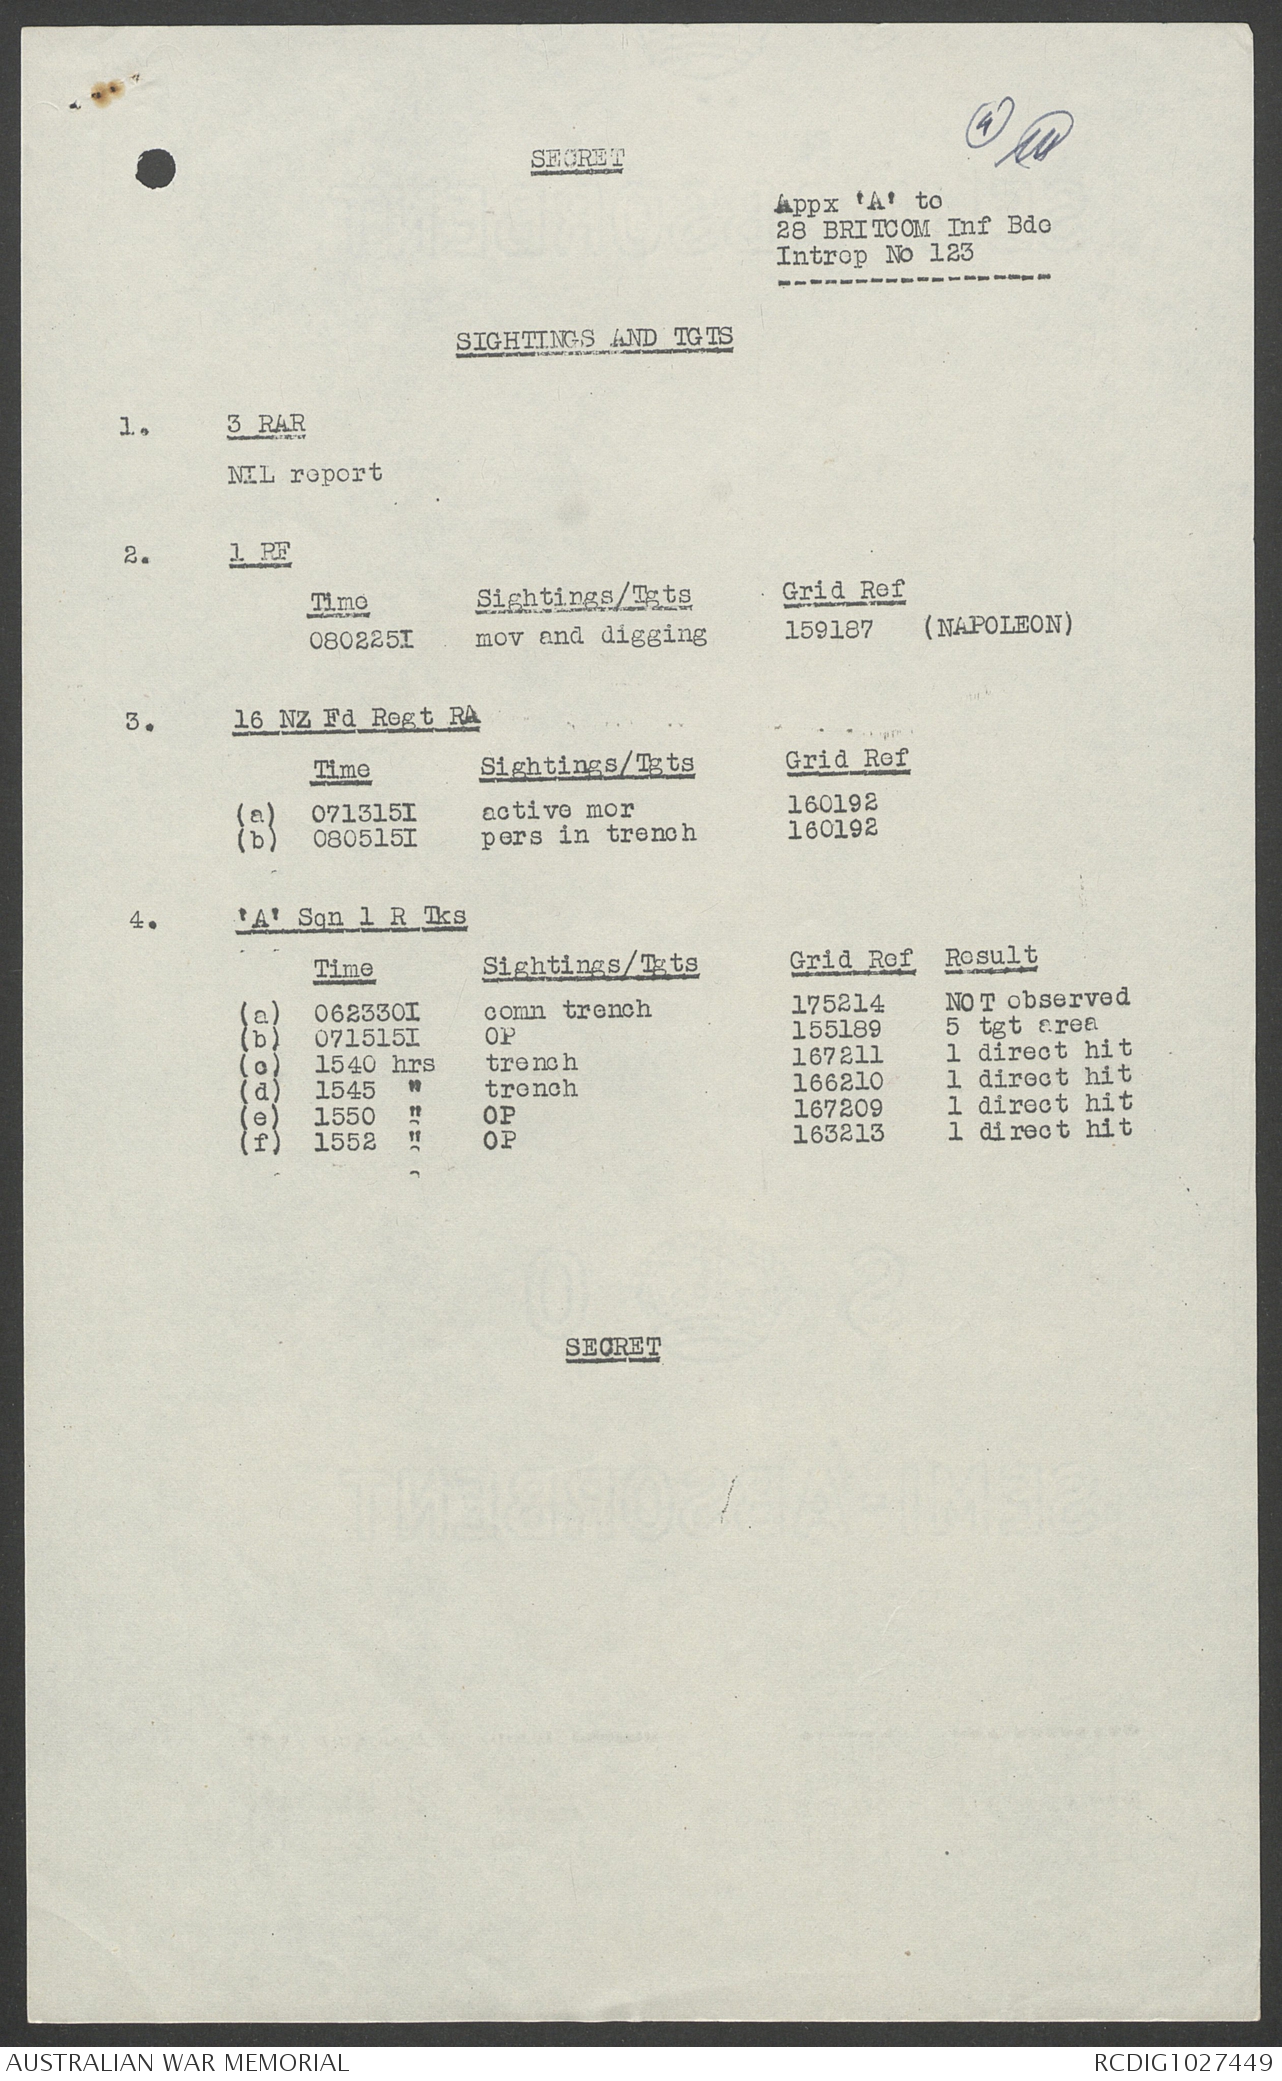 4
SECRET
Appx 'A' to
28 BRITCOM Inf Bde
Intrep No 123
SIGHTINGS AND TGTS
1. 3 RAR
NIL report
2. 1 RF
Time Sightings/Tgts Grid Ref
080225I mov and digging 159187 (NAPOLEON)
3. 16 NZ Fd Regt RA
Time Sightings/Tgts Grid Ref
(a) 071315I active mor 160192
(b) 080515I pers in trench 160192
4. 'A' Sqn 1 R Tks
Time Sightings/Tgts Grid Ref Result
(a) 062330I comn trench 175214 NOT observed
(b) 071515I OP 155189 5 tgt area
(c) 1540 hrs trench 167211 1 direct hit
(d) 1545 " trench 166210 1 direct hit
(e) 1550 " OP 167209 1 direct hit
(f) 1552 " OP 163213 1 direct hit
SECRET
SEMI-ABSORBENT
AUSTRALIAN WAR MEMORIAL RCDIG1027449